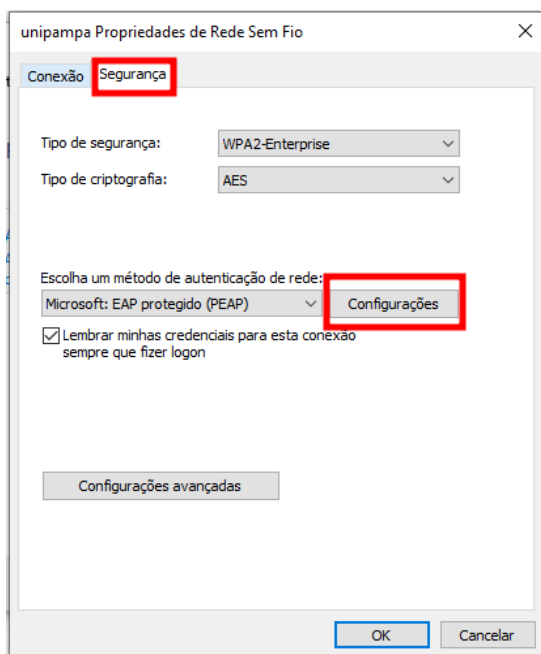 unipampa Propriedades de Rede Sem Fio
Conexão
Segurança
Tipo de segurança:
WPA2-Enterprise
Tipo de criptografia:
AES
Escolha um método de autenticação de rede:
Microsoft: EAP protegido (PEAP)
Configurações
Lembrar minhas credenciais para esta conexão
sempre que fizer logon
Configurações avançadas
OK
Cancelar